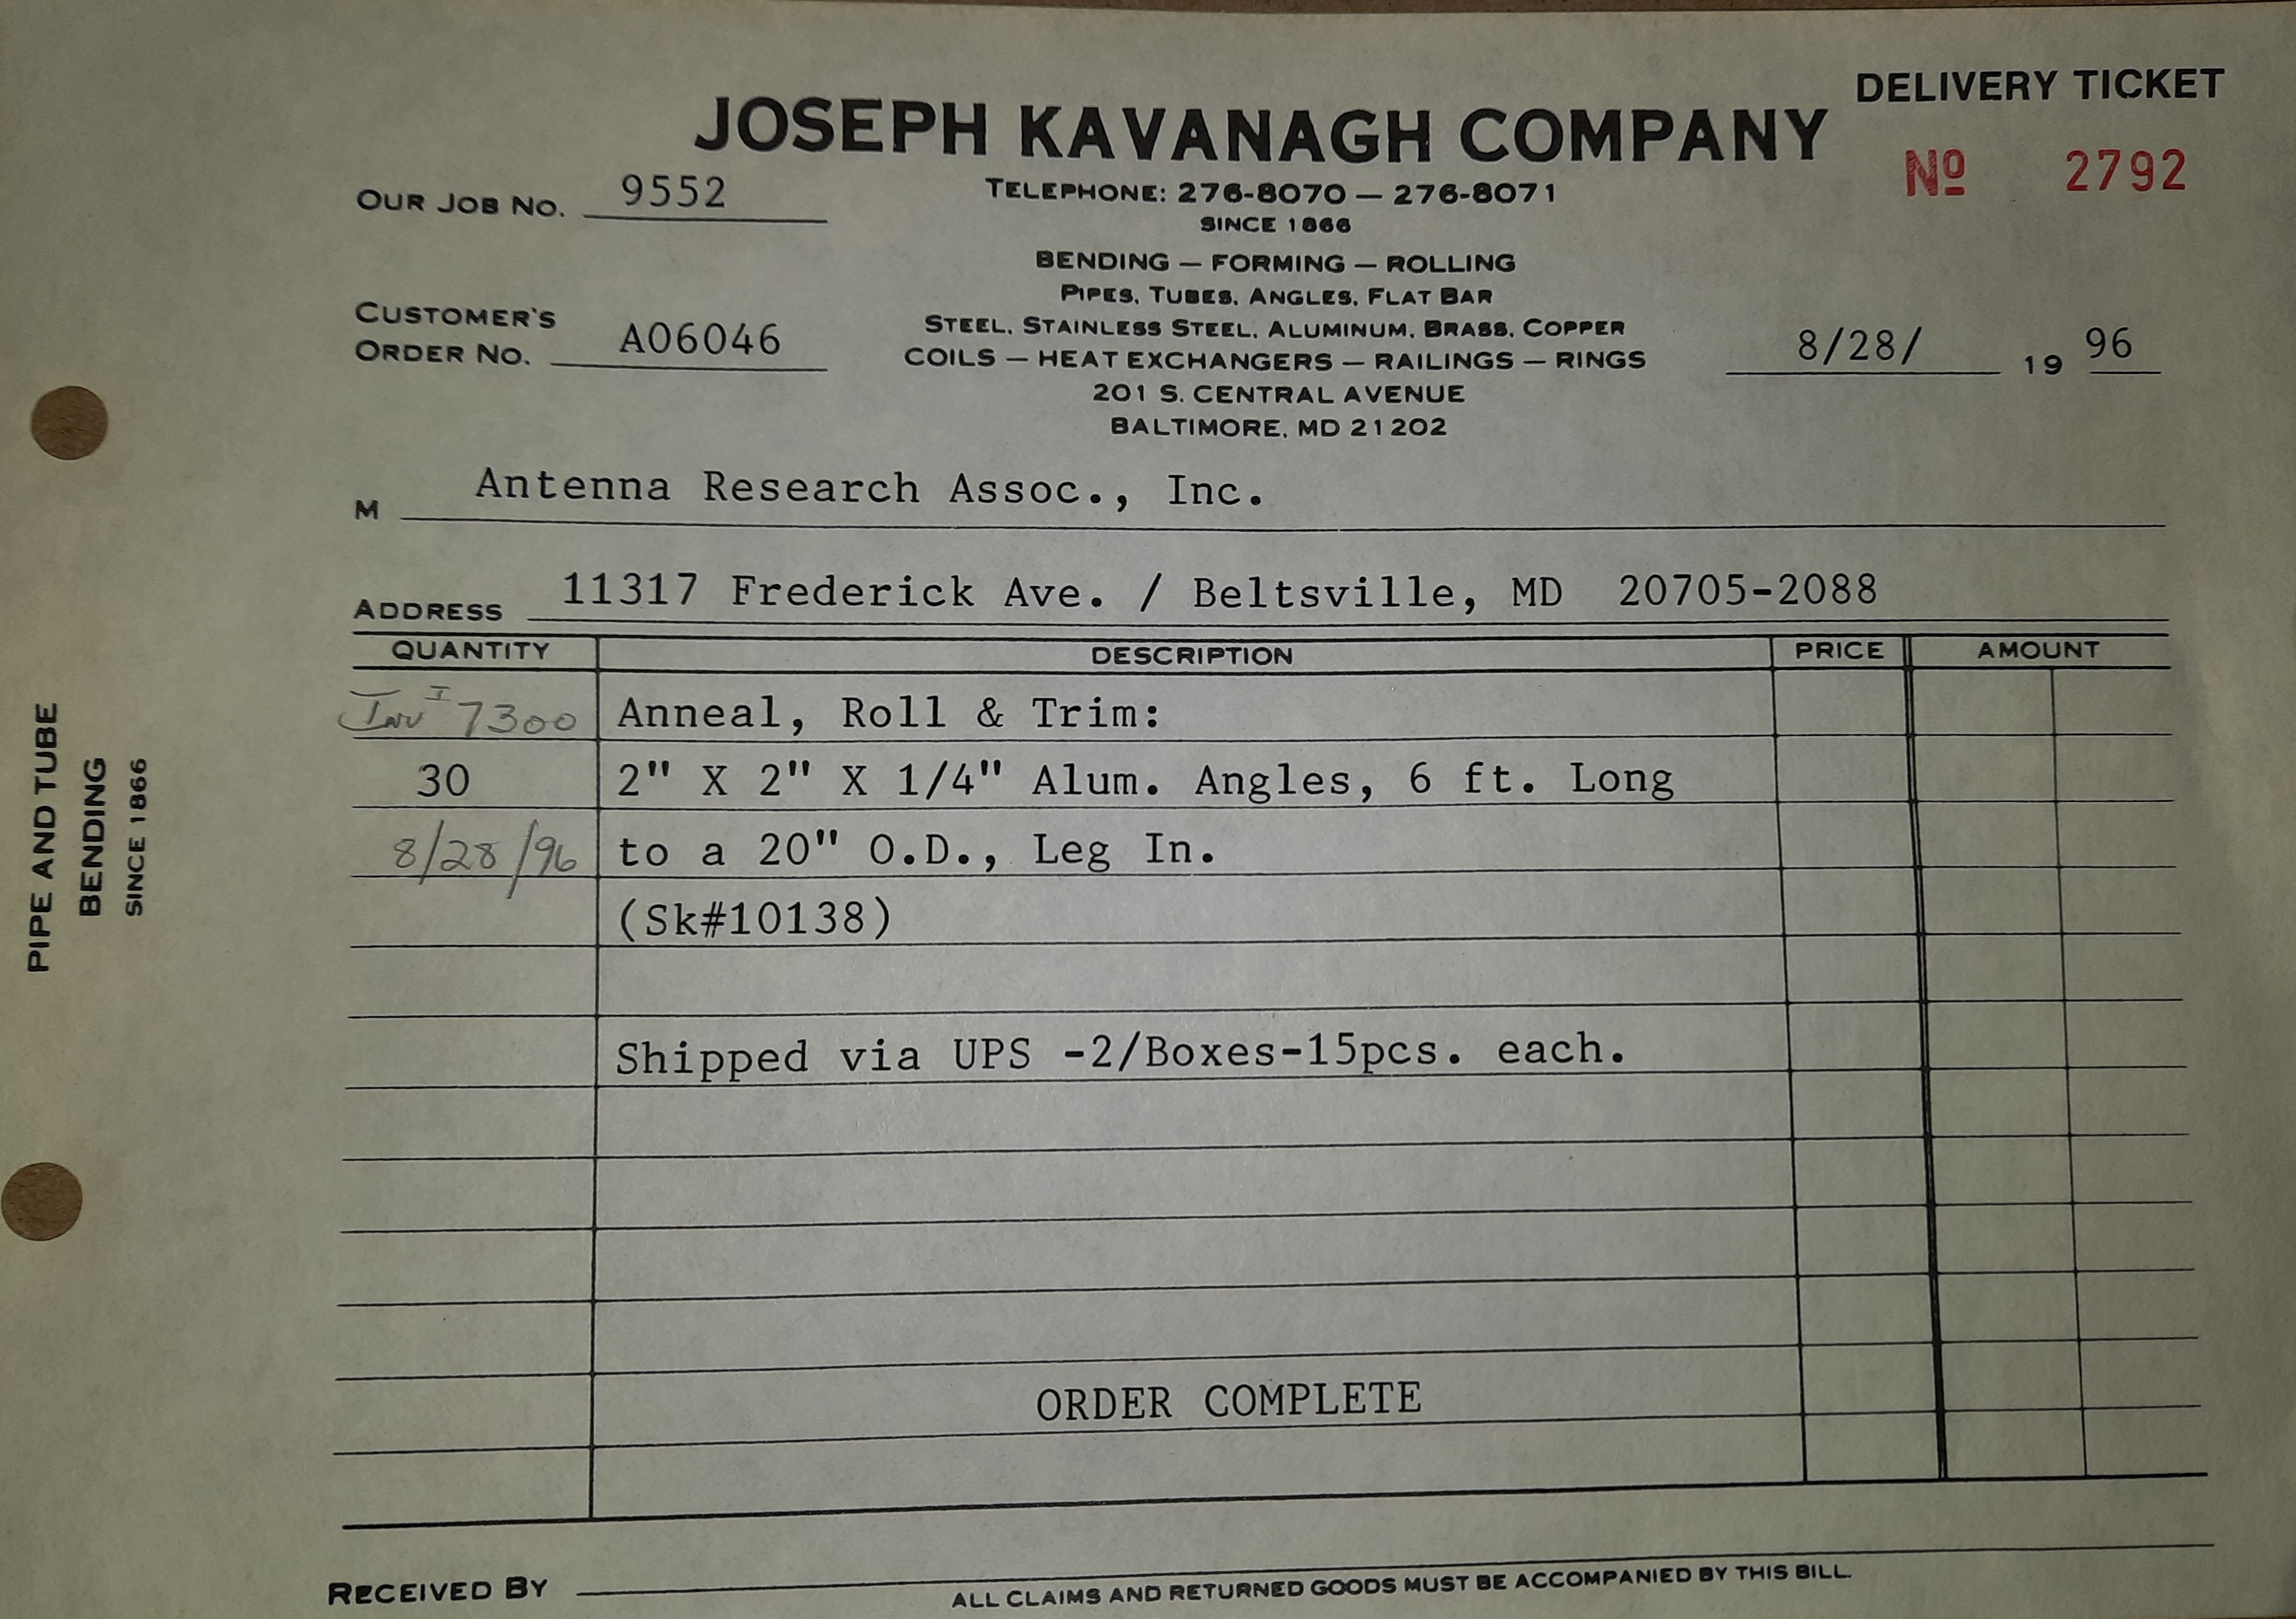 DELIVERY TICKET
JOSEPH KAVANAGH COMPANY
Nº 2792
OUR JOB NO. 9552
TELEPHONE: 276-8070 — 276-8071
SINCE 1866
BENDING — FORMING — ROLLING
PIPES, TUBES, ANGLES, FLAT BAR
CUSTOMER'S
ORDER NO. A06046
STEEL, STAINLESS STEEL, ALUMINUM, BRASS, COPPER
COILS — HEAT EXCHANGERS — RAILINGS — RINGS
8/28/ 19 96
201 S. CENTRAL AVENUE
BALTIMORE, MD 21202
M Antenna Research Assoc., Inc.
ADDRESS 11317 Frederick Ave. / Beltsville, MD 20705-2088
QUANTITY DESCRIPTION PRICE AMOUNT
Inv I 7300 Anneal, Roll & Trim:
30 2" X 2" X 1/4" Alum. Angles, 6 ft. Long
8/28/96 to a 20" O.D., Leg In.
(Sk#10138)
Shipped via UPS -2/Boxes-15pcs. each.
ORDER COMPLETE
RECEIVED BY
ALL CLAIMS AND RETURNED GOODS MUST BE ACCOMPANIED BY THIS BILL.
PIPE AND TUBE
BENDING
SINCE 1866